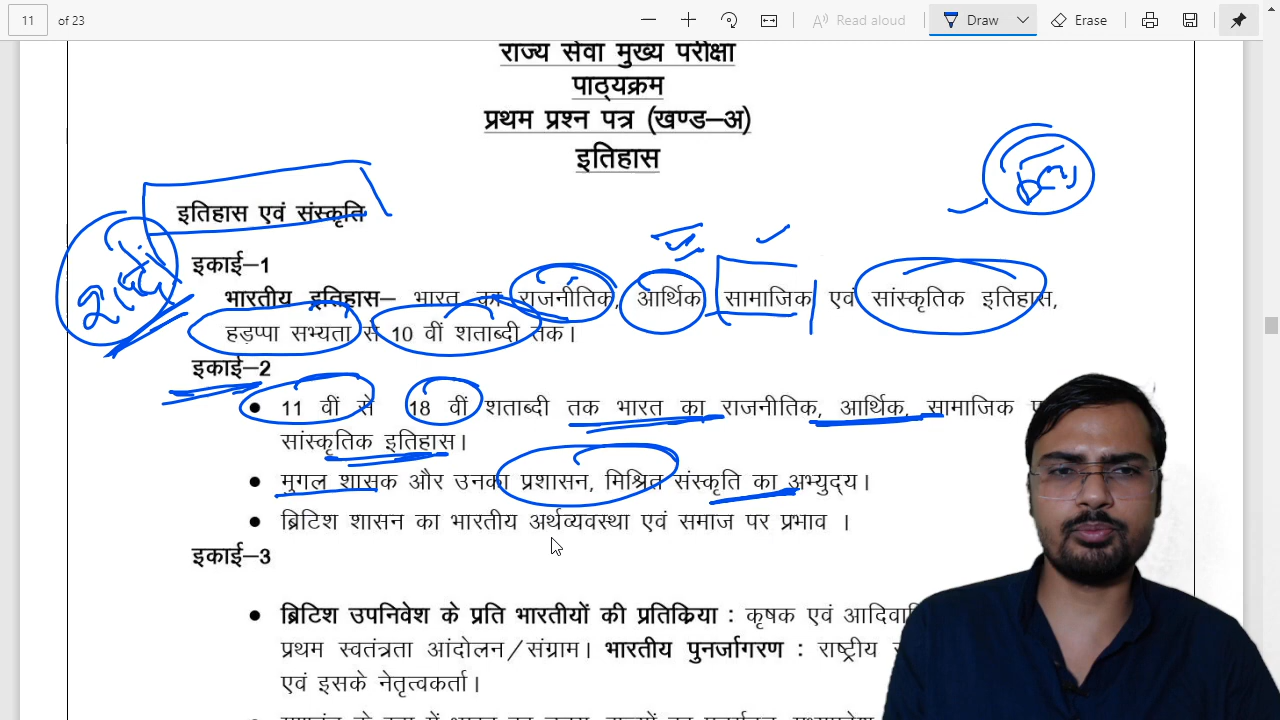 11 of 23 Read aloud Draw Erase
राज्य सेवा मुख्य परीक्षा
पाठ्यक्रम
प्रथम प्रश्न पत्र (खण्ड–अ)
इतिहास
इतिहास एवं संस्कृति
इकाई–1
भारतीय इतिहास– भारत का राजनीतिक, आर्थिक सामाजिक एवं सांस्कृतिक इतिहास,
हड़प्पा सभ्यता से 10 वीं शताब्दी तक।
इकाई–2
● 11 वीं से 18 वीं शताब्दी तक भारत का राजनीतिक, आर्थिक, सामाजिक
सांस्कृतिक इतिहास।
● मुगल शासक और उनका प्रशासन, मिश्रित संस्कृति का अभ्युद्य।
● ब्रिटिश शासन का भारतीय अर्थव्यवस्था एवं समाज पर प्रभाव ।
इकाई–3
● ब्रिटिश उपनिवेश के प्रति भारतीयों की प्रतिक्रिया : कृषक एवं
प्रथम स्वतंत्रता आंदोलन/संग्राम। भारतीय पुनर्जागरण : राष्ट्रीय
एवं इसके नेतृत्वकर्ता।